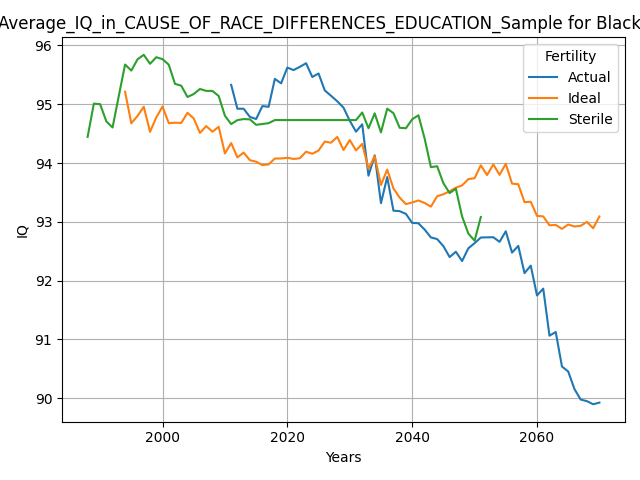 Average_IQ_in_CAUSE_OF_RACE_DIFFERENCES_EDUCATION_Sample for Black
Fertility
Actual
Ideal
Sterile
96
95
94
93
92
91
90
IQ
2000
2020
2040
2060
Years